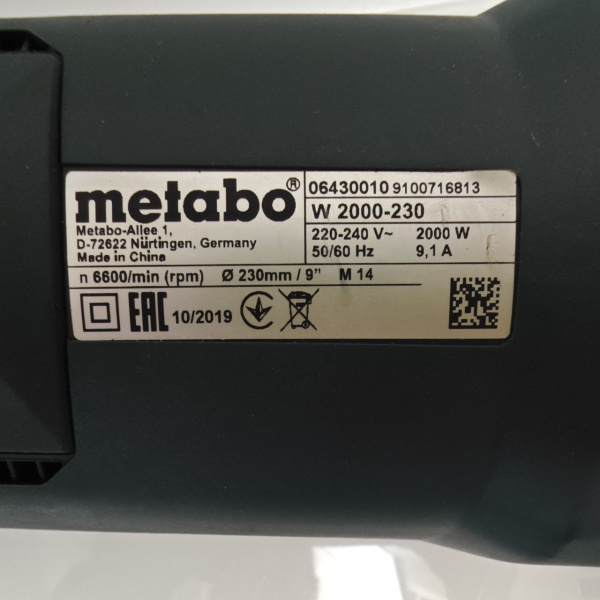 metabo®
Metabo-Allee 1,
D-72622 Nürtingen, Germany
Made in China
06430010 9100716813
W 2000-230
220-240 V~ 2000 W
50/60 Hz 9,1 A
n 6600/min (rpm) Ø 230mm / 9" M 14
EAC 10/2019